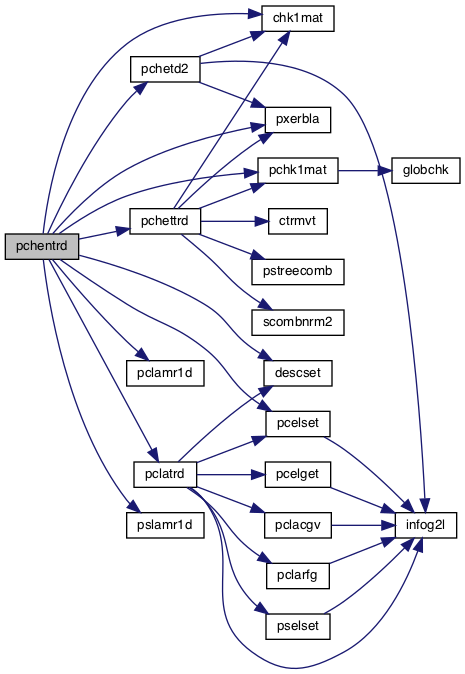 chk1mat
pchetd2
pxerbla
pchk1mat
globchk
pchettrd
ctrmvt
pchentrd
pstreecomb
scombnrm2
pclamr1d
descset
pcelset
pclatrd
pcelget
pslamr1d
pclacgv
infog2l
pclarfg
pselset